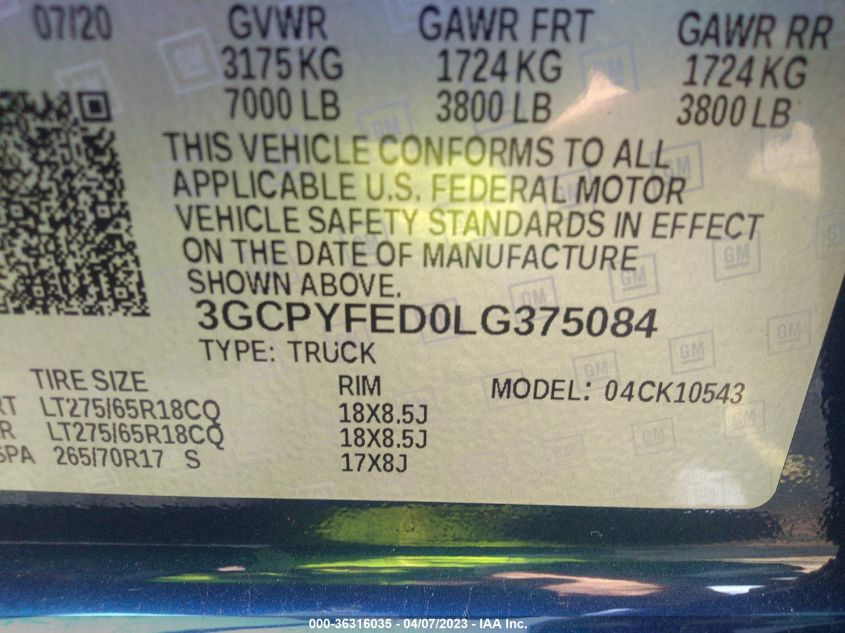 07/20 GVWR GAWR FRT GAWR RR
3175 KG 1724 KG 1724 KG
7000 LB 3800 LB 3800 LB
THIS VEHICLE CONFORMS TO ALL
APPLICABLE U.S. FEDERAL MOTOR
VEHICLE SAFETY STANDARDS IN EFFECT
ON THE DATE OF MANUFACTURE
SHOWN ABOVE.
3GCPYFED0LG375084
TYPE: TRUCK
TIRE SIZE RIM MODEL: 04CK10543
RT LT275/65R18CQ 18X8.5J
R LT275/65R18CQ 18X8.5J
SPA 265/70R17 S 17X8J
GM
000-36316035 - 04/07/2023 - IAA Inc.